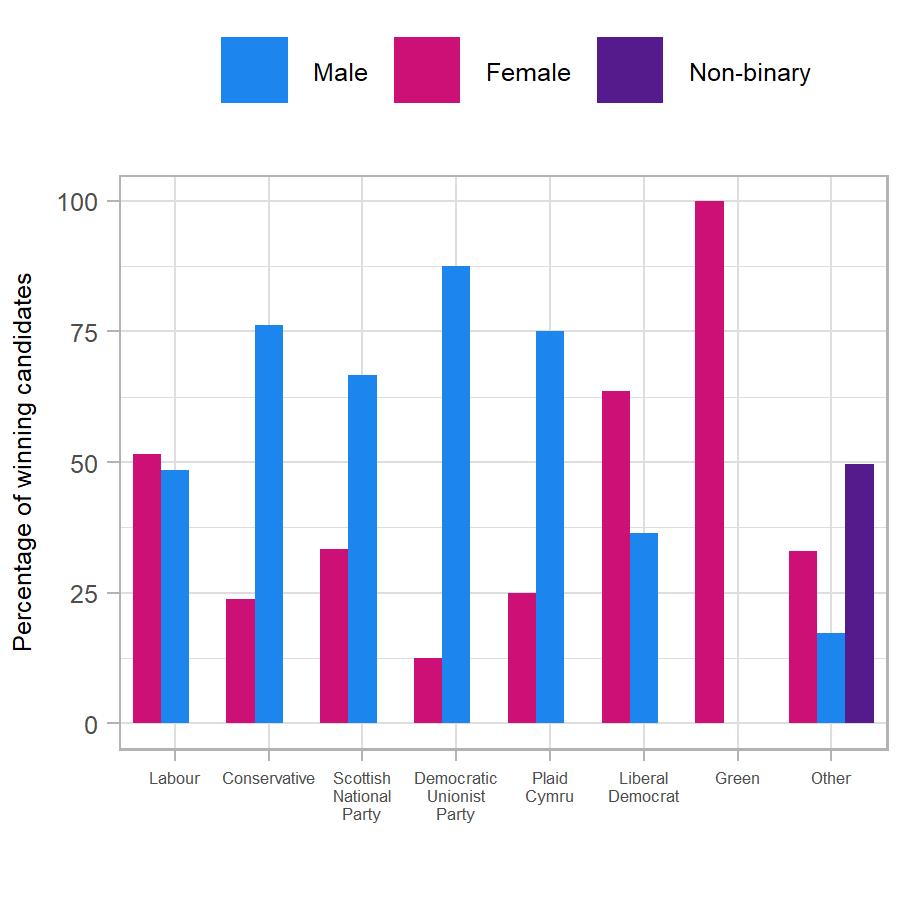 Male Female Non-binary
Percentage of winning candidates
100
75
50
25
0
Labour Conservative Scottish National Party Democratic Unionist Party Plaid Cymru Liberal Democrat Green Other